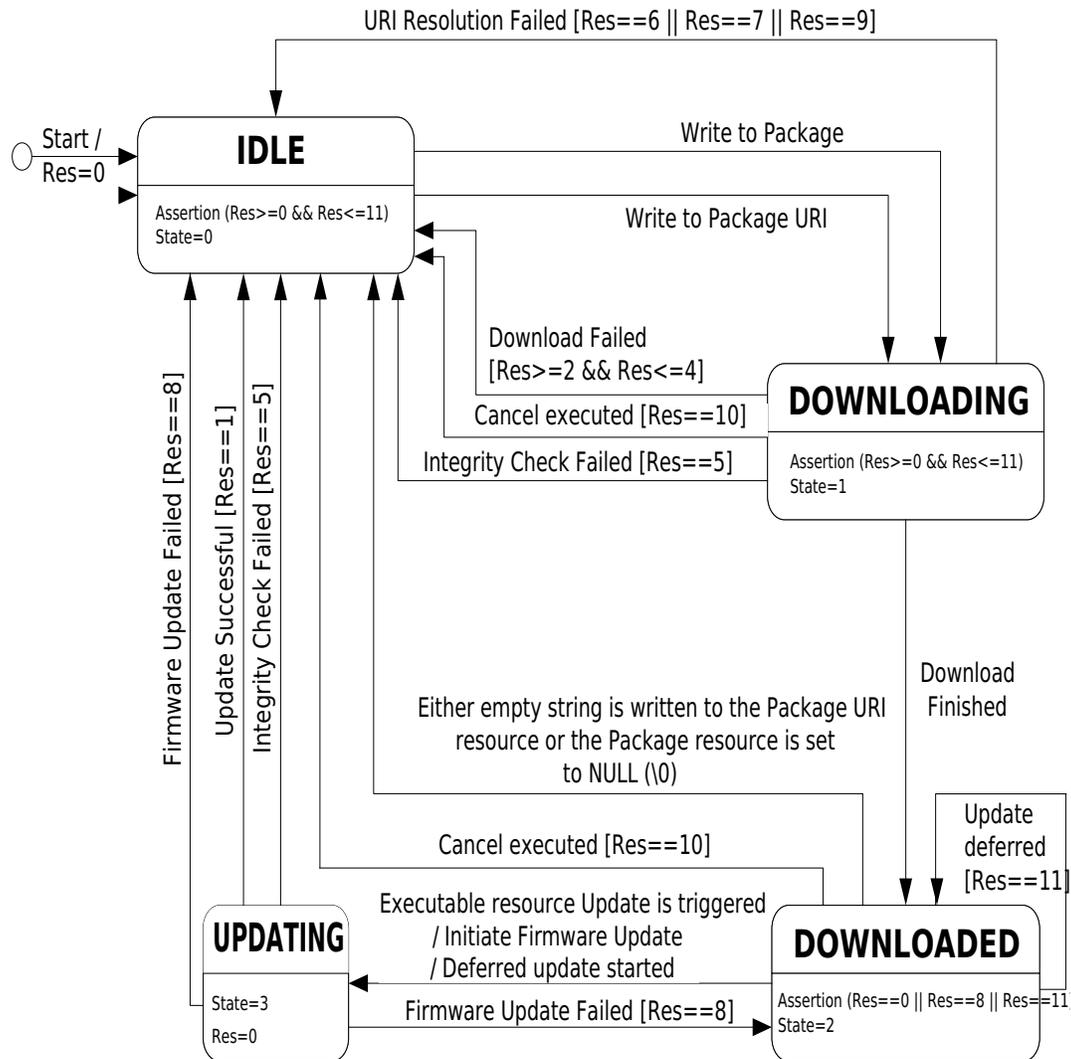 URI Resolution Failed [Res==6 || Res==7 || Res==9]
Start /
Res=0
IDLE
Assertion (Res>=0 && Res<=11)
State=0
Write to Package
Write to Package URI
Download Failed
[Res>=2 && Res<=4]
Cancel executed [Res==10]
Integrity Check Failed [Res==5]
DOWNLOADING
Assertion (Res>=0 && Res<=11)
State=1
Firmware Update Failed [Res==8]
Update Successful [Res==1]
Integrity Check Failed [Res==5]
Download
Finished
Either empty string is written to the Package URI
resource or the Package resource is set
to NULL (\0)
Update
deferred
[Res==11]
Cancel executed [Res==10]
Executable resource Update is triggered
/ Initiate Firmware Update
/ Deferred update started
Firmware Update Failed [Res==8]
UPDATING
State=3
Res=0
DOWNLOADED
Assertion (Res==0 || Res==8 || Res==11)
State=2